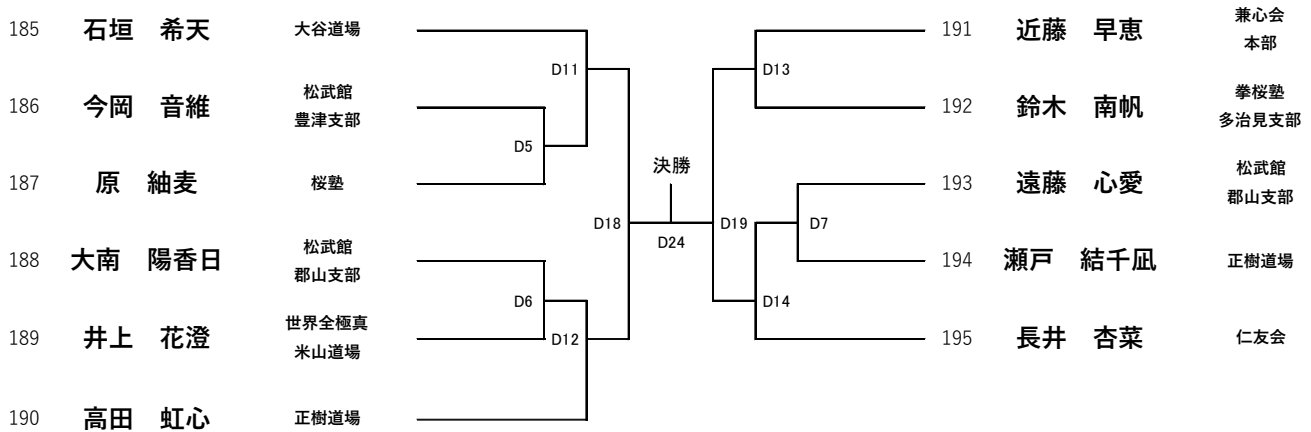 185 石垣 希天 大谷道場
D11
186 今岡 音維 松武館
豊津支部
D5
187 原 紬麦 桜塾
D18
188 大南 陽香日 松武館
郡山支部
D6
189 井上 花澄 世界全極真
米山道場
D12
190 高田 虹心 正樹道場
決勝
D24
191 近藤 早恵 兼心会
本部
D13
192 鈴木 南帆 拳桜塾
多治見支部
D19
193 遠藤 心愛 松武館
郡山支部
D7
194 瀬戸 結千凪 正樹道場
D14
195 長井 杏菜 仁友会